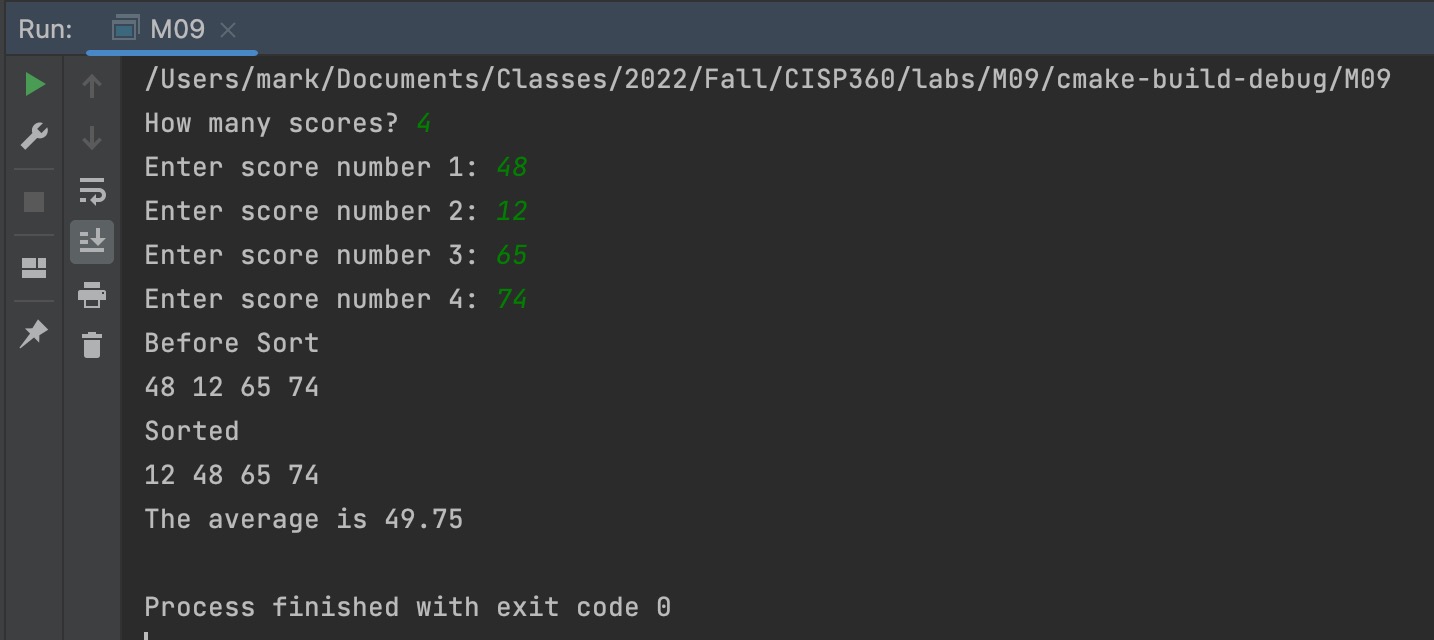 Run: M09
/Users/mark/Documents/Classes/2022/Fall/CISP360/labs/M09/cmake-build-debug/M09
How many scores? 4
Enter score number 1: 48
Enter score number 2: 12
Enter score number 3: 65
Enter score number 4: 74
Before Sort
48 12 65 74
Sorted
12 48 65 74
The average is 49.75
Process finished with exit code 0